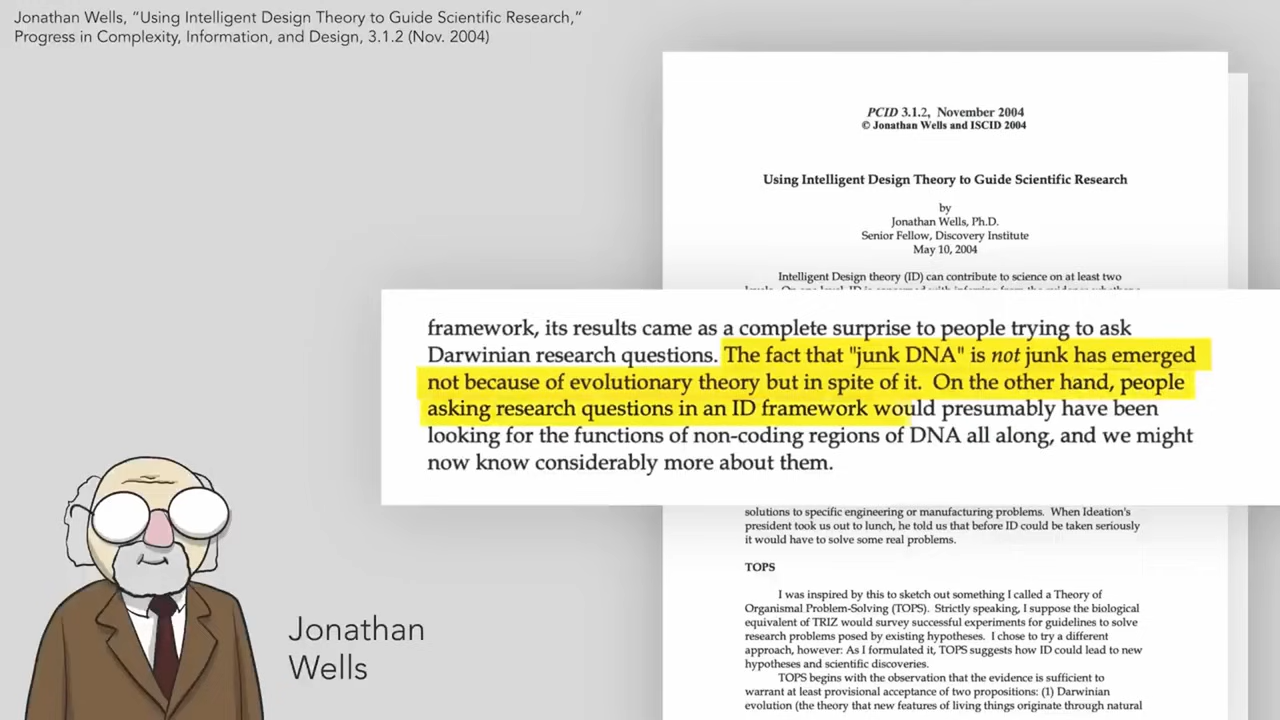 Jonathan Wells, “Using Intelligent Design Theory to Guide Scientific Research,”
Progress in Complexity, Information, and Design, 3.1.2 (Nov. 2004)
PCID 3.1.2, November 2004
© Jonathan Wells and ISCID 2004
Using Intelligent Design Theory to Guide Scientific Research
by
Jonathan Wells, Ph.D.
Senior Fellow, Discovery Institute
May 10, 2004
Intelligent Design theory (ID) can contribute to science on at least two
framework, its results came as a complete surprise to people trying to ask
Darwinian research questions. The fact that "junk DNA" is not junk has emerged
not because of evolutionary theory but in spite of it. On the other hand, people
asking research questions in an ID framework would presumably have been
looking for the functions of non-coding regions of DNA all along, and we might
now know considerably more about them.
solutions to specific engineering or manufacturing problems. When Ideation's
president took us out to lunch, he told us that before ID could be taken seriously
it would have to solve some real problems.
TOPS
I was inspired by this to sketch out something I called a Theory of
Organismal Problem-Solving (TOPS). Strictly speaking, I suppose the biological
equivalent of TRIZ would survey successful experiments for guidelines to solve
research problems posed by existing hypotheses. I chose to try a different
approach, however: As I formulated it, TOPS suggests how ID could lead to new
hypotheses and scientific discoveries.
TOPS begins with the observation that the evidence is sufficient to
warrant at least provisional acceptance of two propositions: (1) Darwinian
evolution (the theory that new features of living things originate through natural
Jonathan
Wells